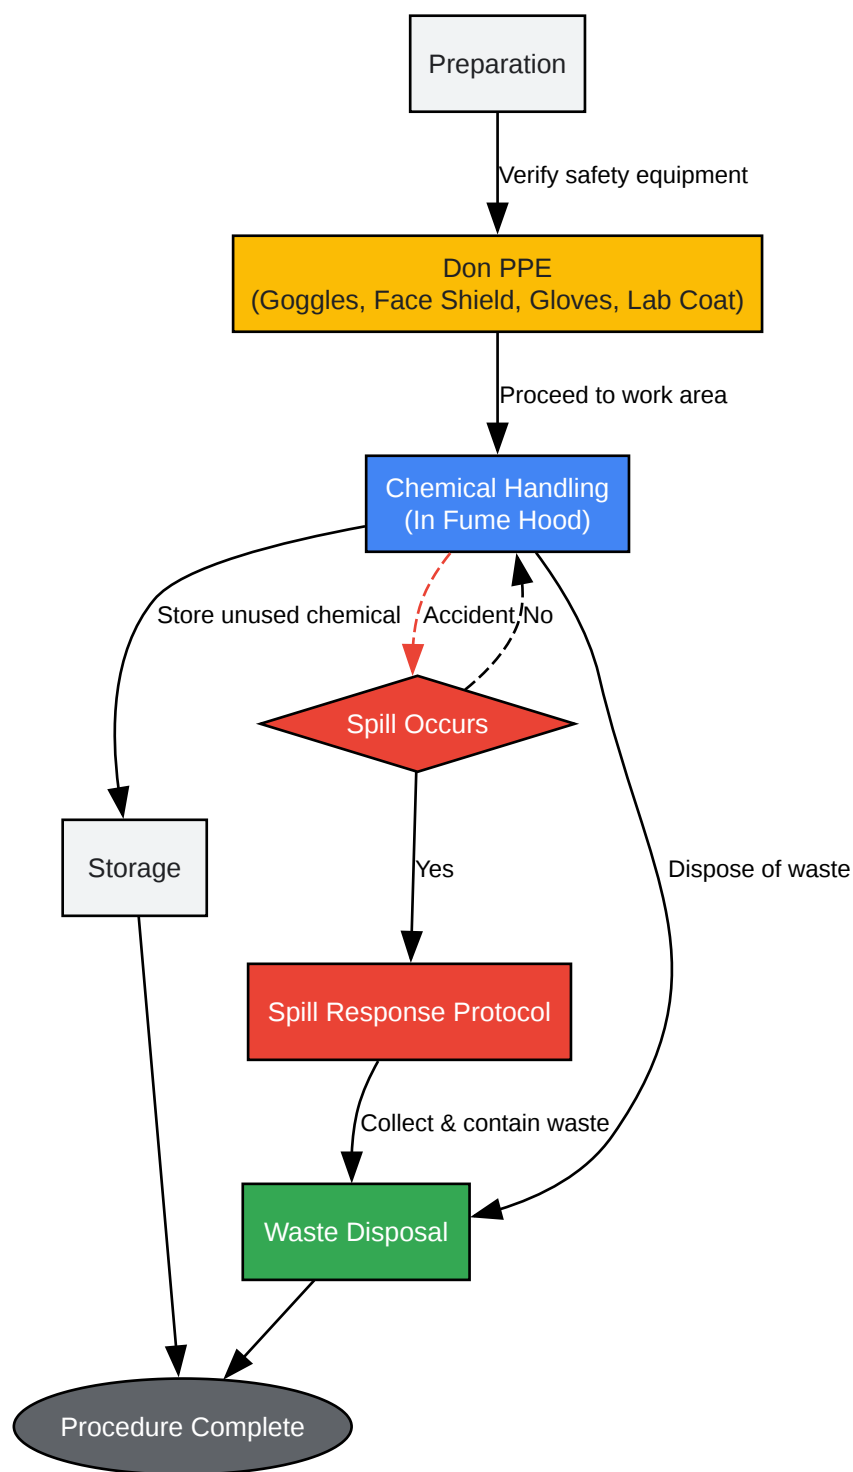 Preparation
Verify safety equipment
Don PPE
(Goggles, Face Shield, Gloves, Lab Coat)
Proceed to work area
Chemical Handling
(In Fume Hood)
Store unused chemical
Accident
No
Spill Occurs
Storage
Yes
Dispose of waste
Spill Response Protocol
Collect & contain waste
Waste Disposal
Procedure Complete